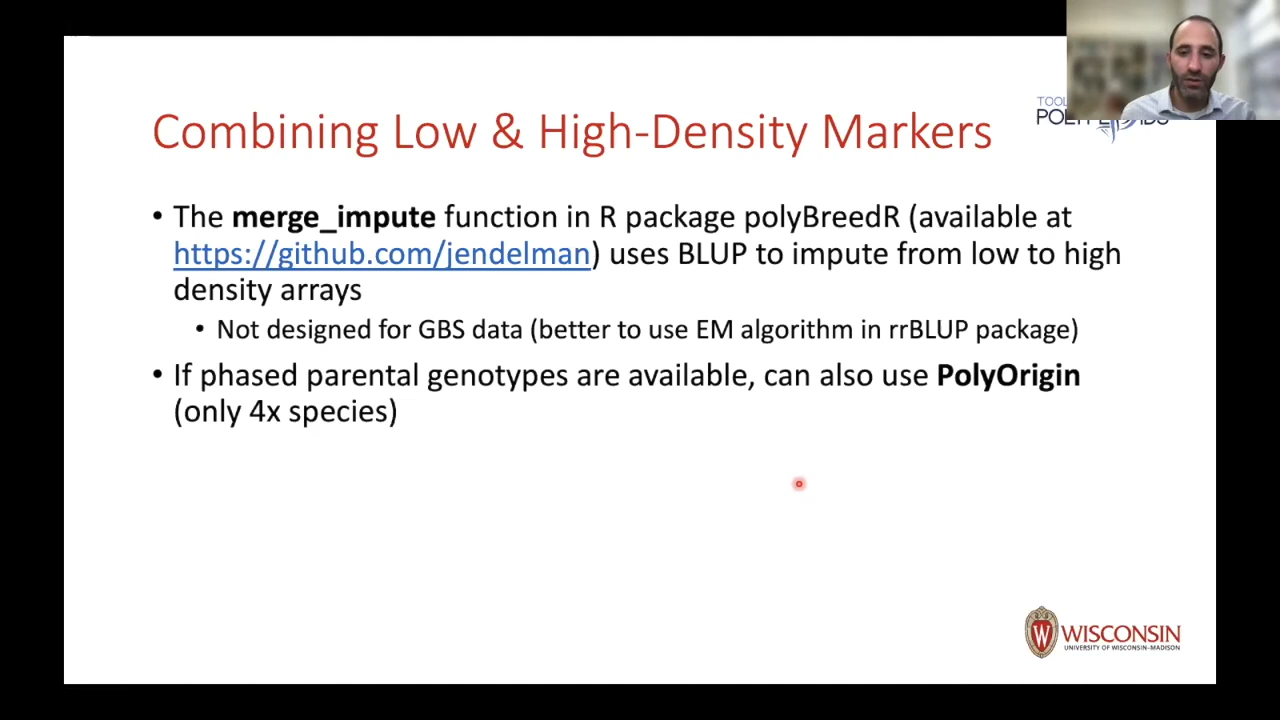 Combining Low & High-Density Markers
• The merge_impute function in R package polyBreedR (available at
https://github.com/jendelman) uses BLUP to impute from low to high
density arrays
• Not designed for GBS data (better to use EM algorithm in rrBLUP package)
• If phased parental genotypes are available, can also use PolyOrigin
(only 4x species)
W WISCONSIN
UNIVERSITY OF WISCONSIN–MADISON